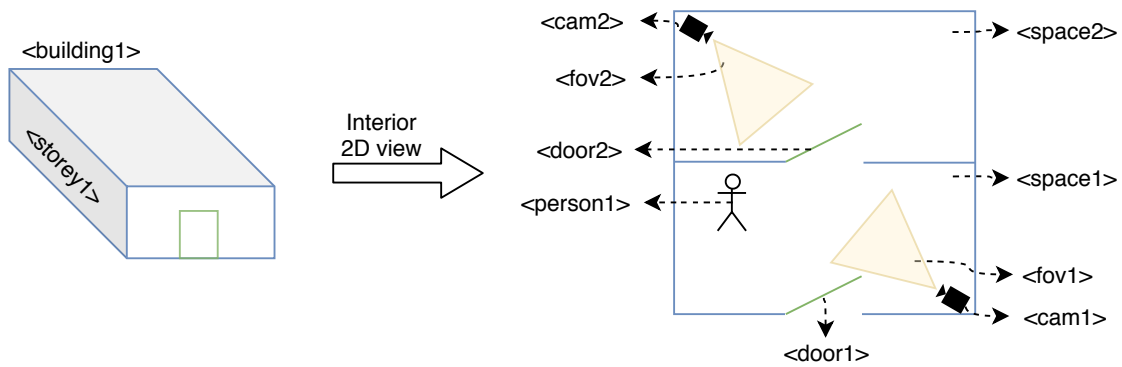 <building1>
<storey1>
Interior
2D view
<cam2>
<fov2>
<door2>
<person1>
<space2>
<space1>
<fov1>
<cam1>
<door1>